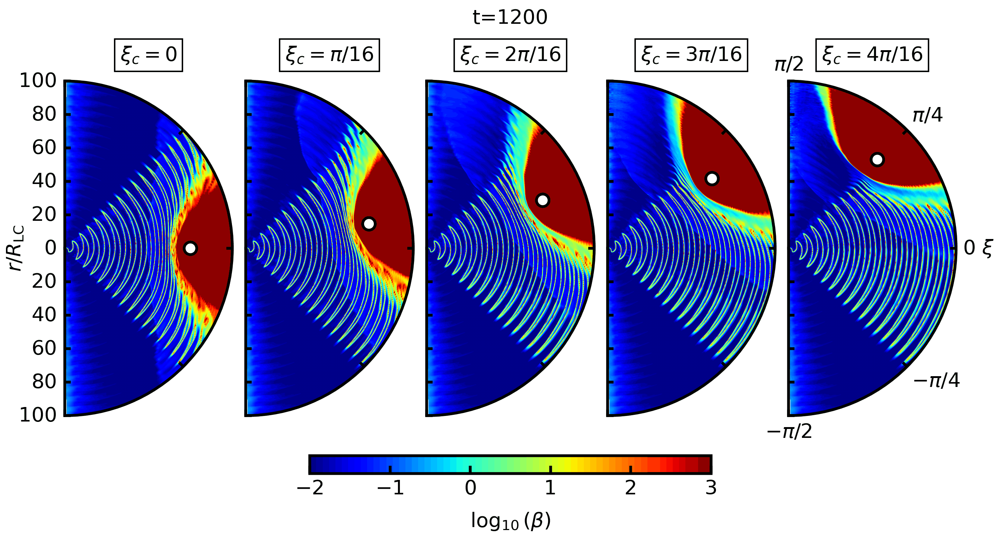 t=1200
ξc = 0
ξc = π/16
ξc = 2π/16
ξc = 3π/16
ξc = 4π/16
π/2
π/4
0 ξ
−π/4
−π/2
r/RLC
100
80
60
40
20
0
20
40
60
80
100
−2 −1 0 1 2 3
log10 (β)